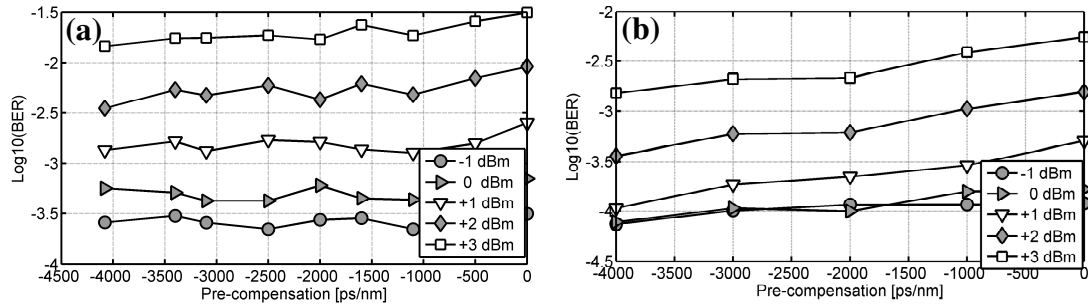 (a)
Log10(BER)
-1.5
-2
-2.5
-3
-3.5
-4
-4500 -4000 -3500 -3000 -2500 -2000 -1500 -1000 -500 0
Pre-compensation [ps/nm]
-1 dBm
0 dBm
+1 dBm
+2 dBm
+3 dBm
(b)
Log10(BER)
-2
-2.5
-3
-3.5
-4
-4.5
-4000 -3000 -2000 -1000 -500 0
Pre-compensation [ps/nm]
-1 dBm
0 dBm
+1 dBm
+2 dBm
+3 dBm